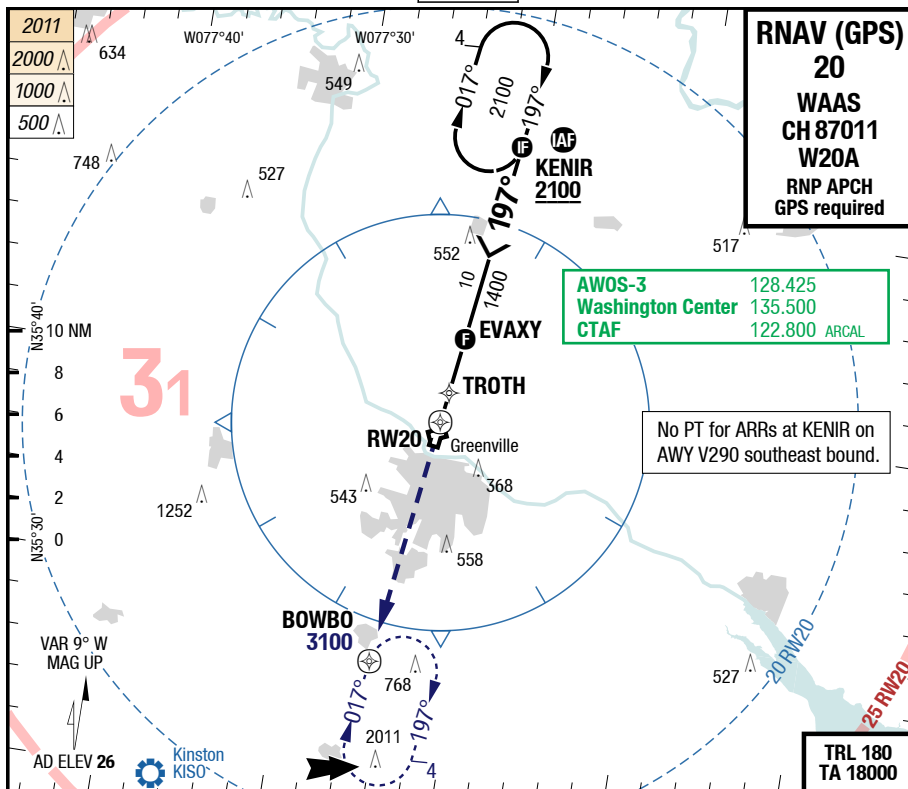 2011
2000
1000
500
634
W077°40'
W077°30'
549
748
527
4
017°
2100
197°
IF
IAF
KENIR
2100
197°
RNAV (GPS)
20
WAAS
CH 87011
W20A
RNP APCH
GPS required
517
552
10
1400
AWOS-3 128.425
Washington Center 135.500
CTAF 122.800 ARCAL
N35°40'
10 NM
8
6
4
2
0
N35°30'
31
F
EVAXY
TROTH
RW20
Greenville
No PT for ARRs at KENIR on
AWY V290 southeast bound.
543
368
1252
558
BOWBO
3100
768
017°
197°
2011
4
527
20 RW20
25 RW20
VAR 9° W
MAG UP
AD ELEV 26
Kinston
KISO
TRL 180
TA 18000